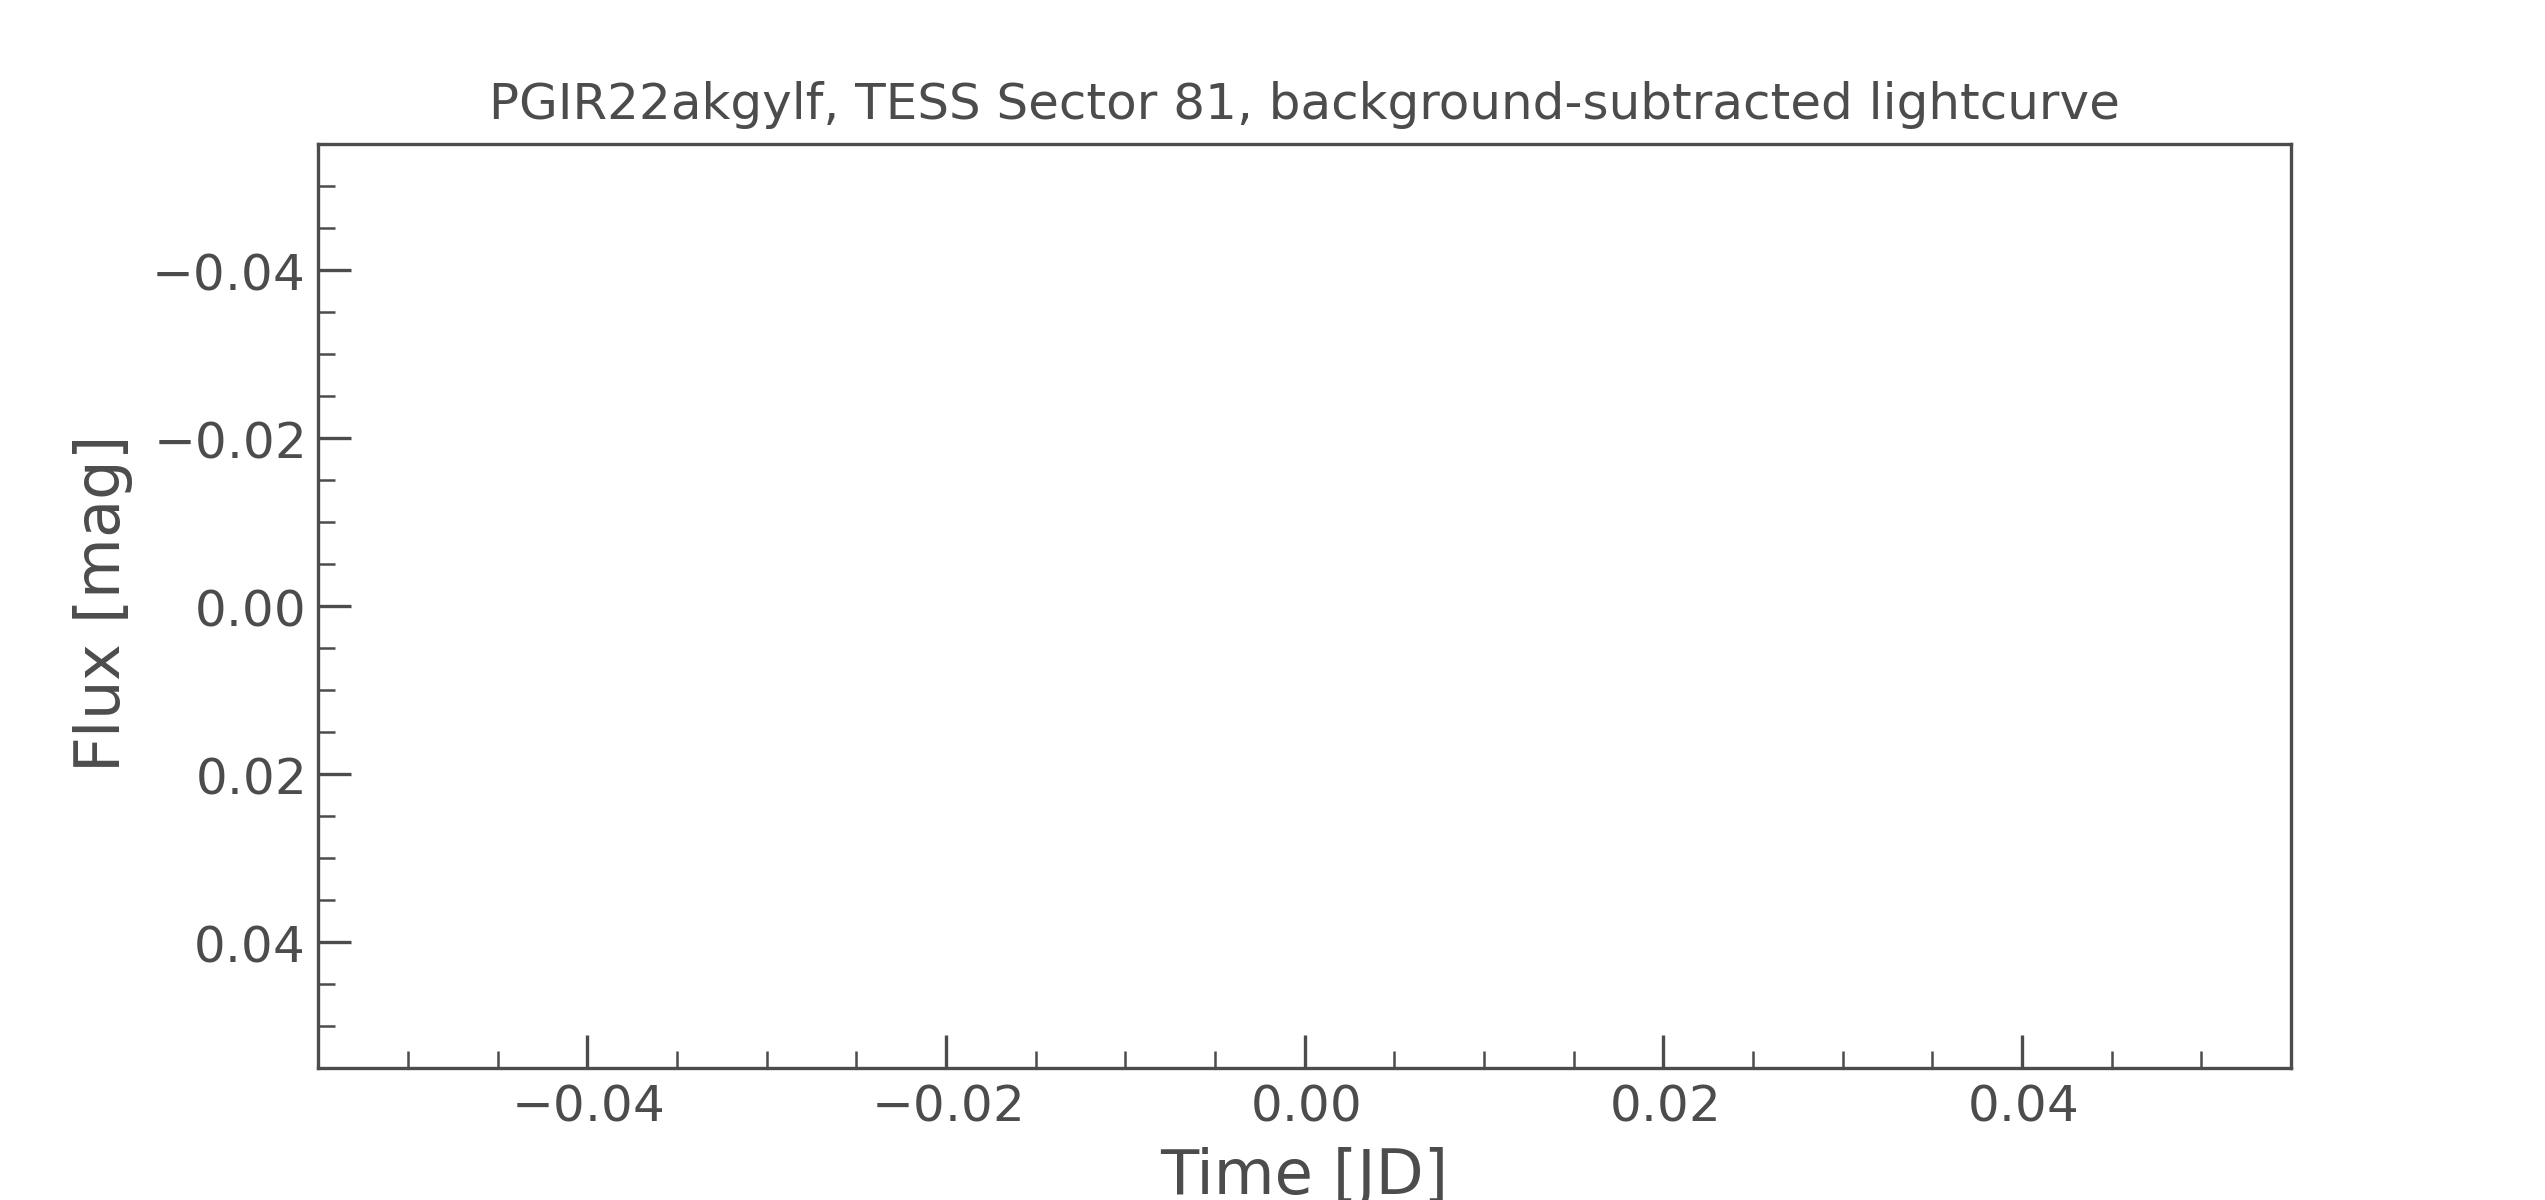 PGIR22akgylf, TESS Sector 81, background-subtracted lightcurve
Flux [mag]
−0.04
−0.02
0.00
0.02
0.04
−0.04 −0.02 0.00 0.02 0.04
Time [JD]